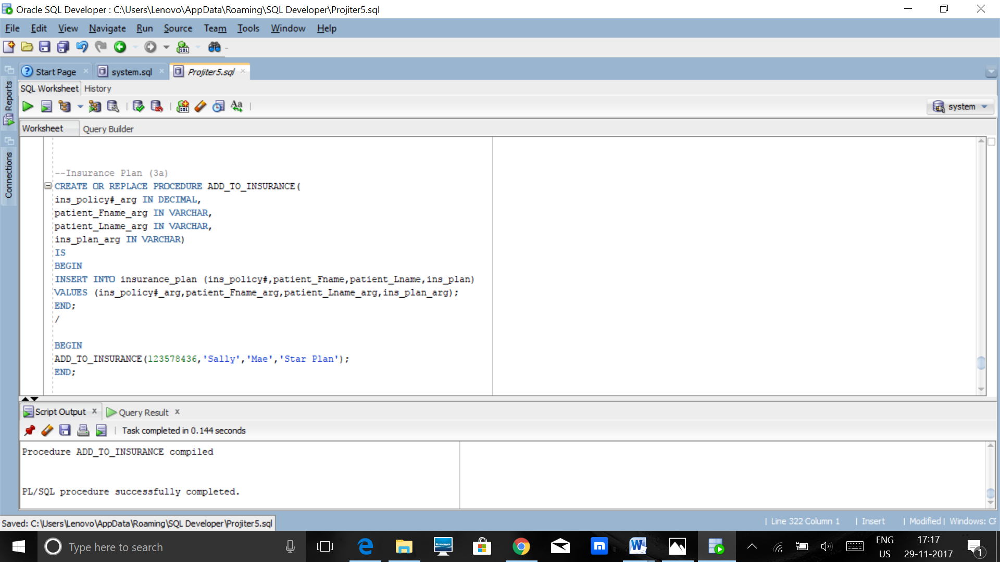 Oracle SQL Developer : C:\Users\Lenovo\AppData\Roaming\SQL Developer\Projiter5.sql
File Edit View Navigate Run Source Team Tools Window Help
Start Page system.sql Projiter5.sql
SQL Worksheet History
system
Worksheet Query Builder
Reports
Connections
--Insurance Plan (3a)
CREATE OR REPLACE PROCEDURE ADD_TO_INSURANCE(
ins_policy#_arg IN DECIMAL,
patient_Fname_arg IN VARCHAR,
patient_Lname_arg IN VARCHAR,
ins_plan_arg IN VARCHAR)
IS
BEGIN
INSERT INTO insurance_plan (ins_policy#,patient_Fname,patient_Lname,ins_plan)
VALUES (ins_policy#_arg,patient_Fname_arg,patient_Lname_arg,ins_plan_arg);
END;
/
BEGIN
ADD_TO_INSURANCE(123578436,'Sally','Mae','Star Plan');
END;
Script Output x Query Result x
Task completed in 0.144 seconds
Procedure ADD_TO_INSURANCE compiled
PL/SQL procedure successfully completed.
Saved: C:\Users\Lenovo\AppData\Roaming\SQL Developer\Projiter5.sql
| Line 322 Column 1 | Insert | Modified | Windows: CF
Type here to search
ENG
US
17:17
29-11-2017
1